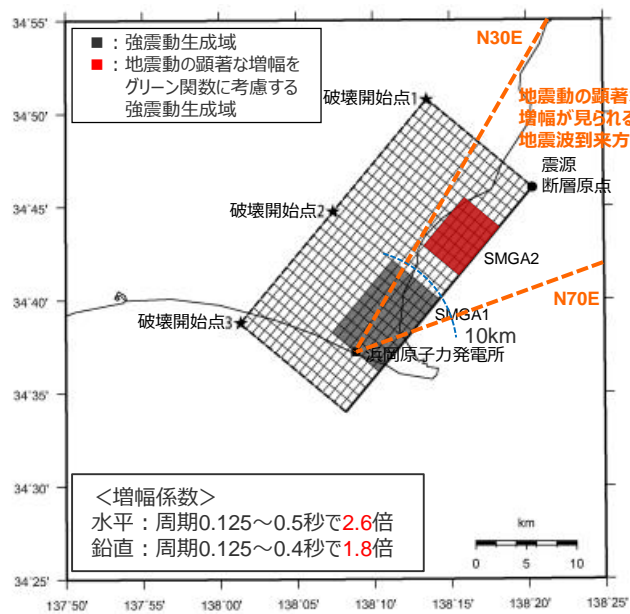 ■：強震動生成域
■：地震動の顕著な増幅を
グリーン関数に考慮する
強震動生成域
N30E
地震動の顕著
増幅が見られる
地震波到来方
破壊開始点1
震源
断層原点
破壊開始点2
SMGA2
N70E
SMGA1
10km
破壊開始点3
浜岡原子力発電所
＜増幅係数＞
水平：周期0.125～0.5秒で2.6倍
鉛直：周期0.125～0.4秒で1.8倍
km
0 5 10
34˚55'
34˚50'
34˚45'
34˚40'
34˚35'
34˚30'
34˚25'
137˚50' 137˚55' 138˚00' 138˚05' 138˚10' 138˚15' 138˚20' 138˚25'